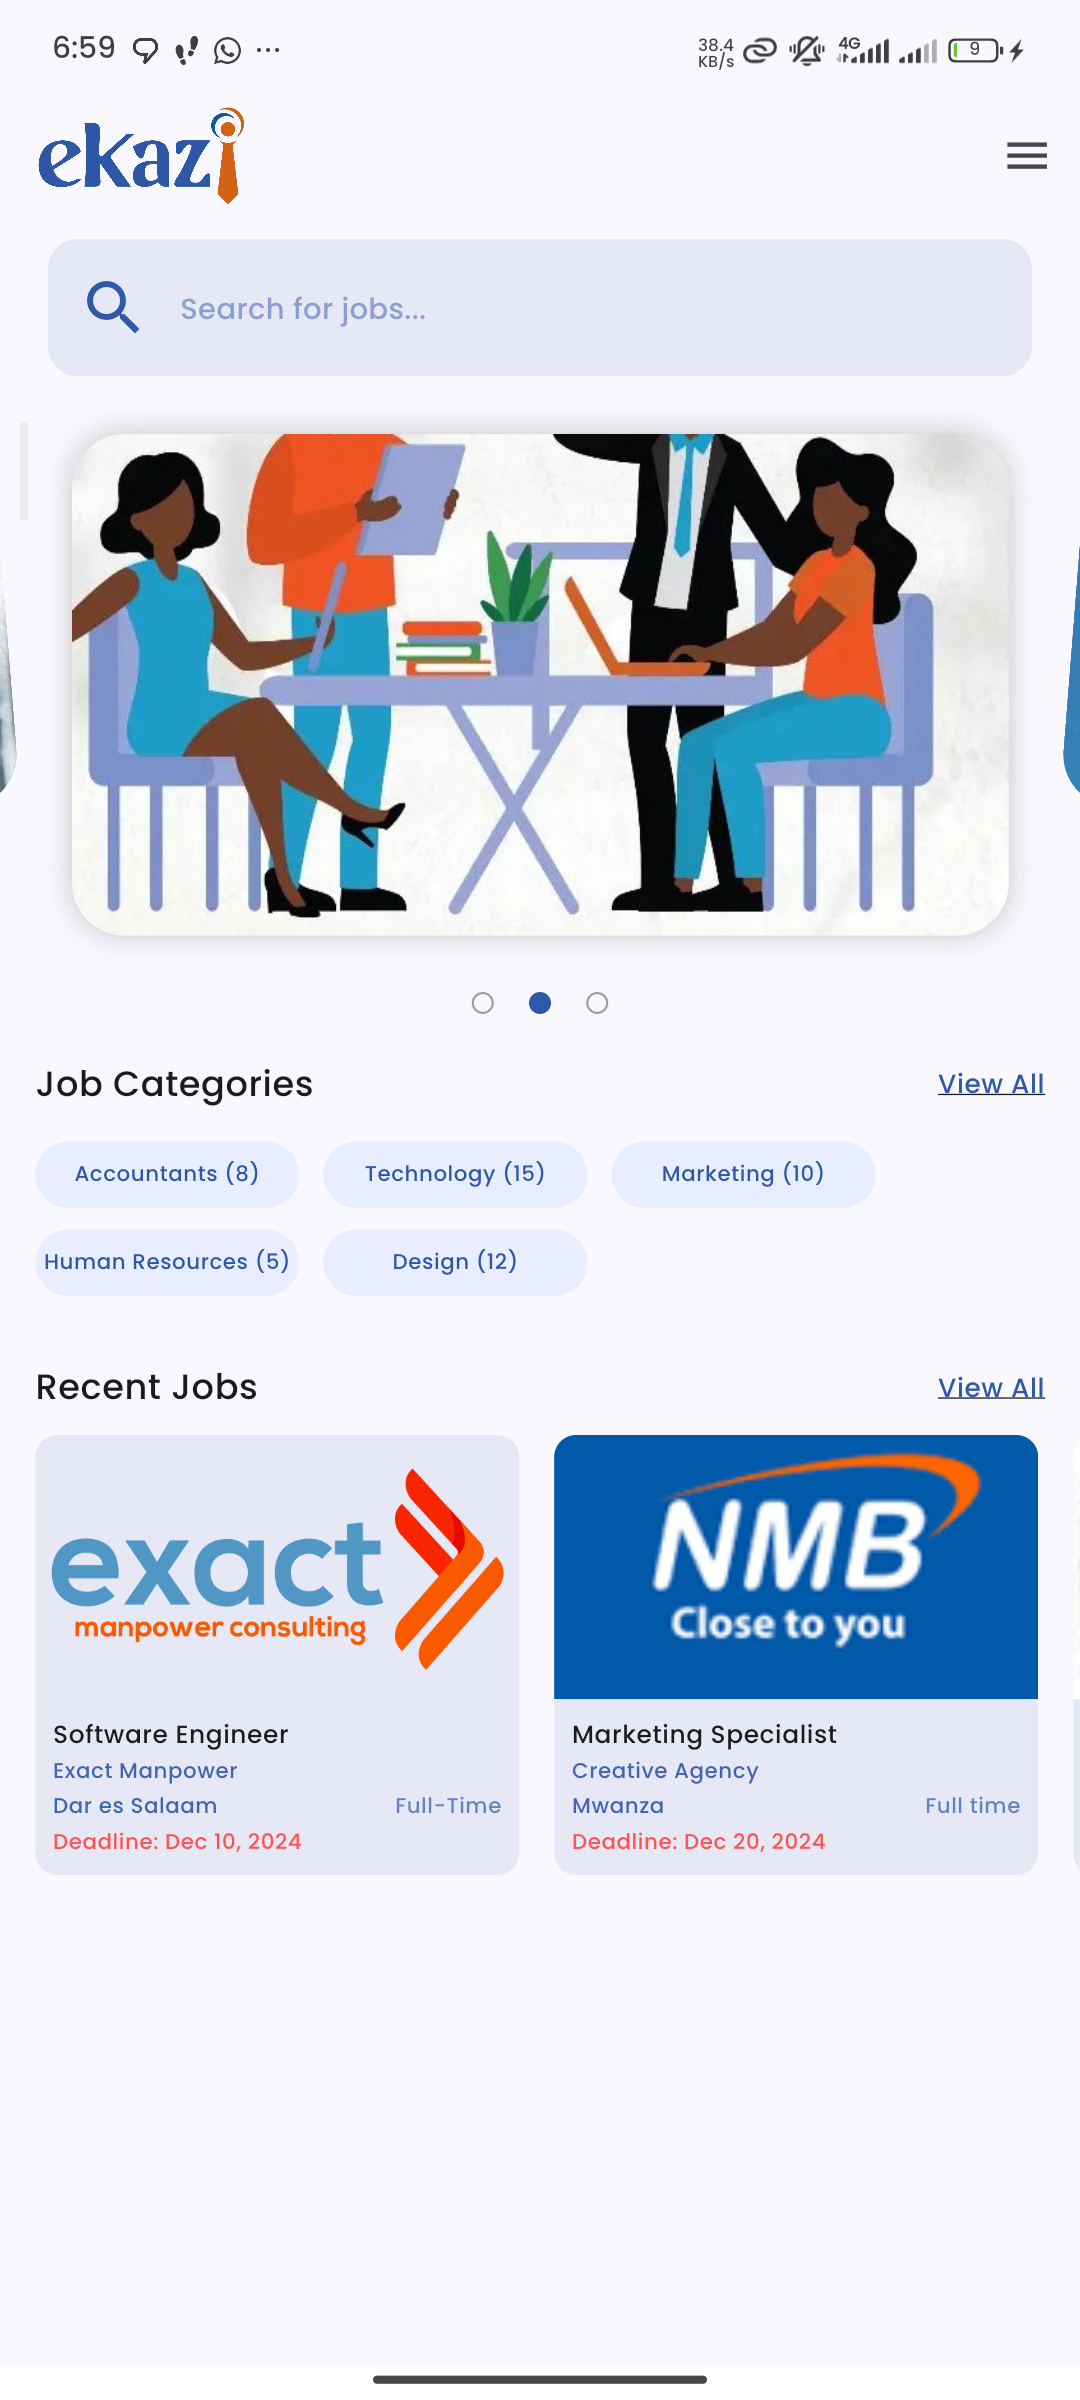 6:59
38.4
KB/s
4G
9
ekazi
Search for jobs...
Job Categories
View All
Accountants (8)
Technology (15)
Marketing (10)
Human Resources (5)
Design (12)
Recent Jobs
View All
exact
manpower consulting
NMB
Close to you
Software Engineer
Exact Manpower
Dar es Salaam
Full-Time
Deadline: Dec 10, 2024
Marketing Specialist
Creative Agency
Mwanza
Full time
Deadline: Dec 20, 2024